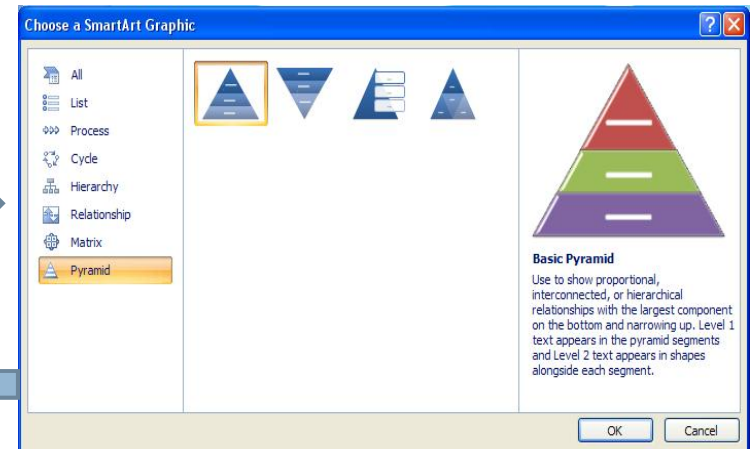 Choose a SmartArt Graphic
All
List
Process
Cycle
Hierarchy
Relationship
Matrix
Pyramid
Basic Pyramid
Use to show proportional,
interconnected, or hierarchical
relationships with the largest component
on the bottom and narrowing up. Level 1
text appears in the pyramid segments
and Level 2 text appears in shapes
alongside each segment.
OK
Cancel